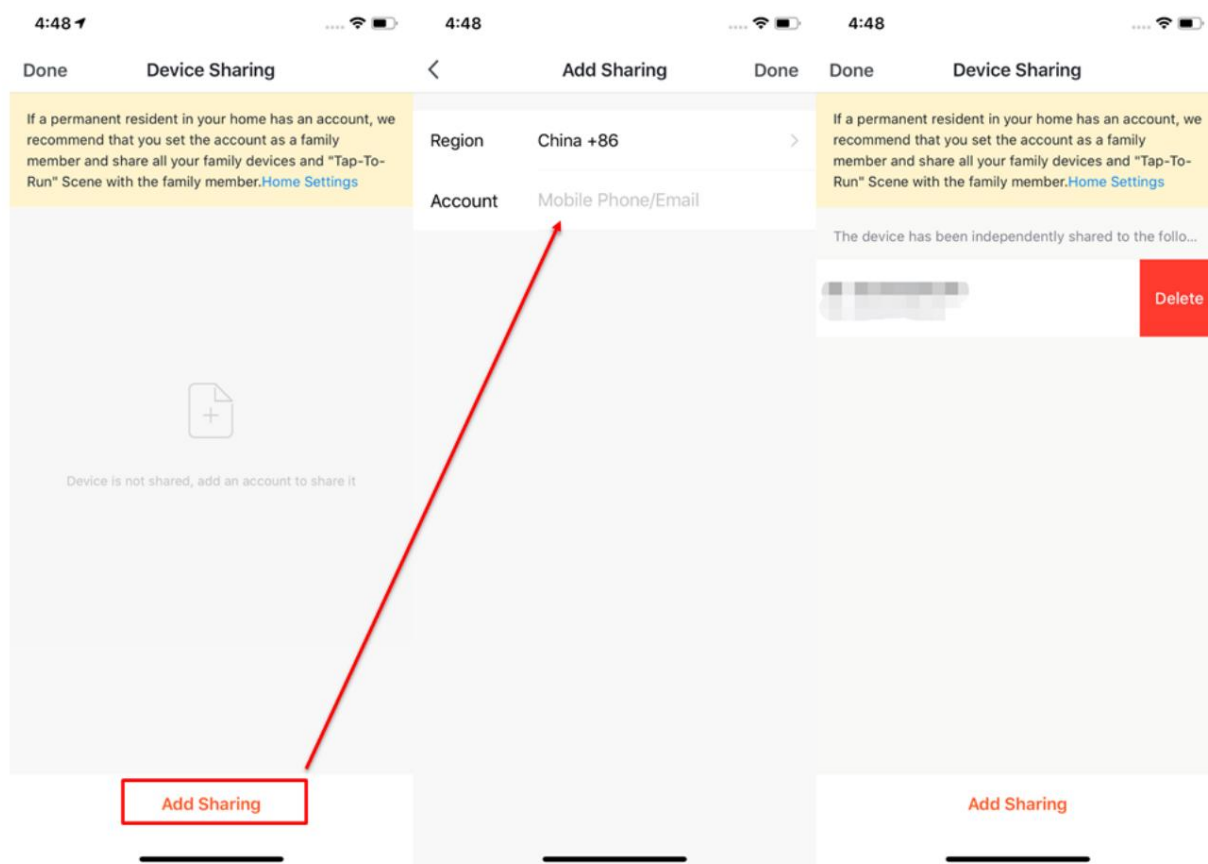 4:48
Done
Device Sharing
If a permanent resident in your home has an account, we
recommend that you set the account as a family
member and share all your family devices and "Tap-To-
Run" Scene with the family member.Home Settings
Device is not shared, add an account to share it
Add Sharing
4:48
Add Sharing
Done
Region
China +86
Account
Mobile Phone/Email
4:48
Done
Device Sharing
If a permanent resident in your home has an account, we
recommend that you set the account as a family
member and share all your family devices and "Tap-To-
Run" Scene with the family member.Home Settings
The device has been independently shared to the follo...
Delete
Add Sharing